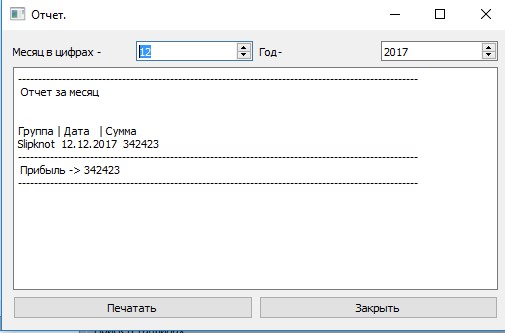 Отчет.
Месяц в цифрах - 12 Год- 2017
--------------------------------------------------------------------------------
Отчет за месяц
Группа | Дата | Сумма
Slipknot 12.12.2017 342423
--------------------------------------------------------------------------------
Прибыль -> 342423
--------------------------------------------------------------------------------
Печатать Закрыть